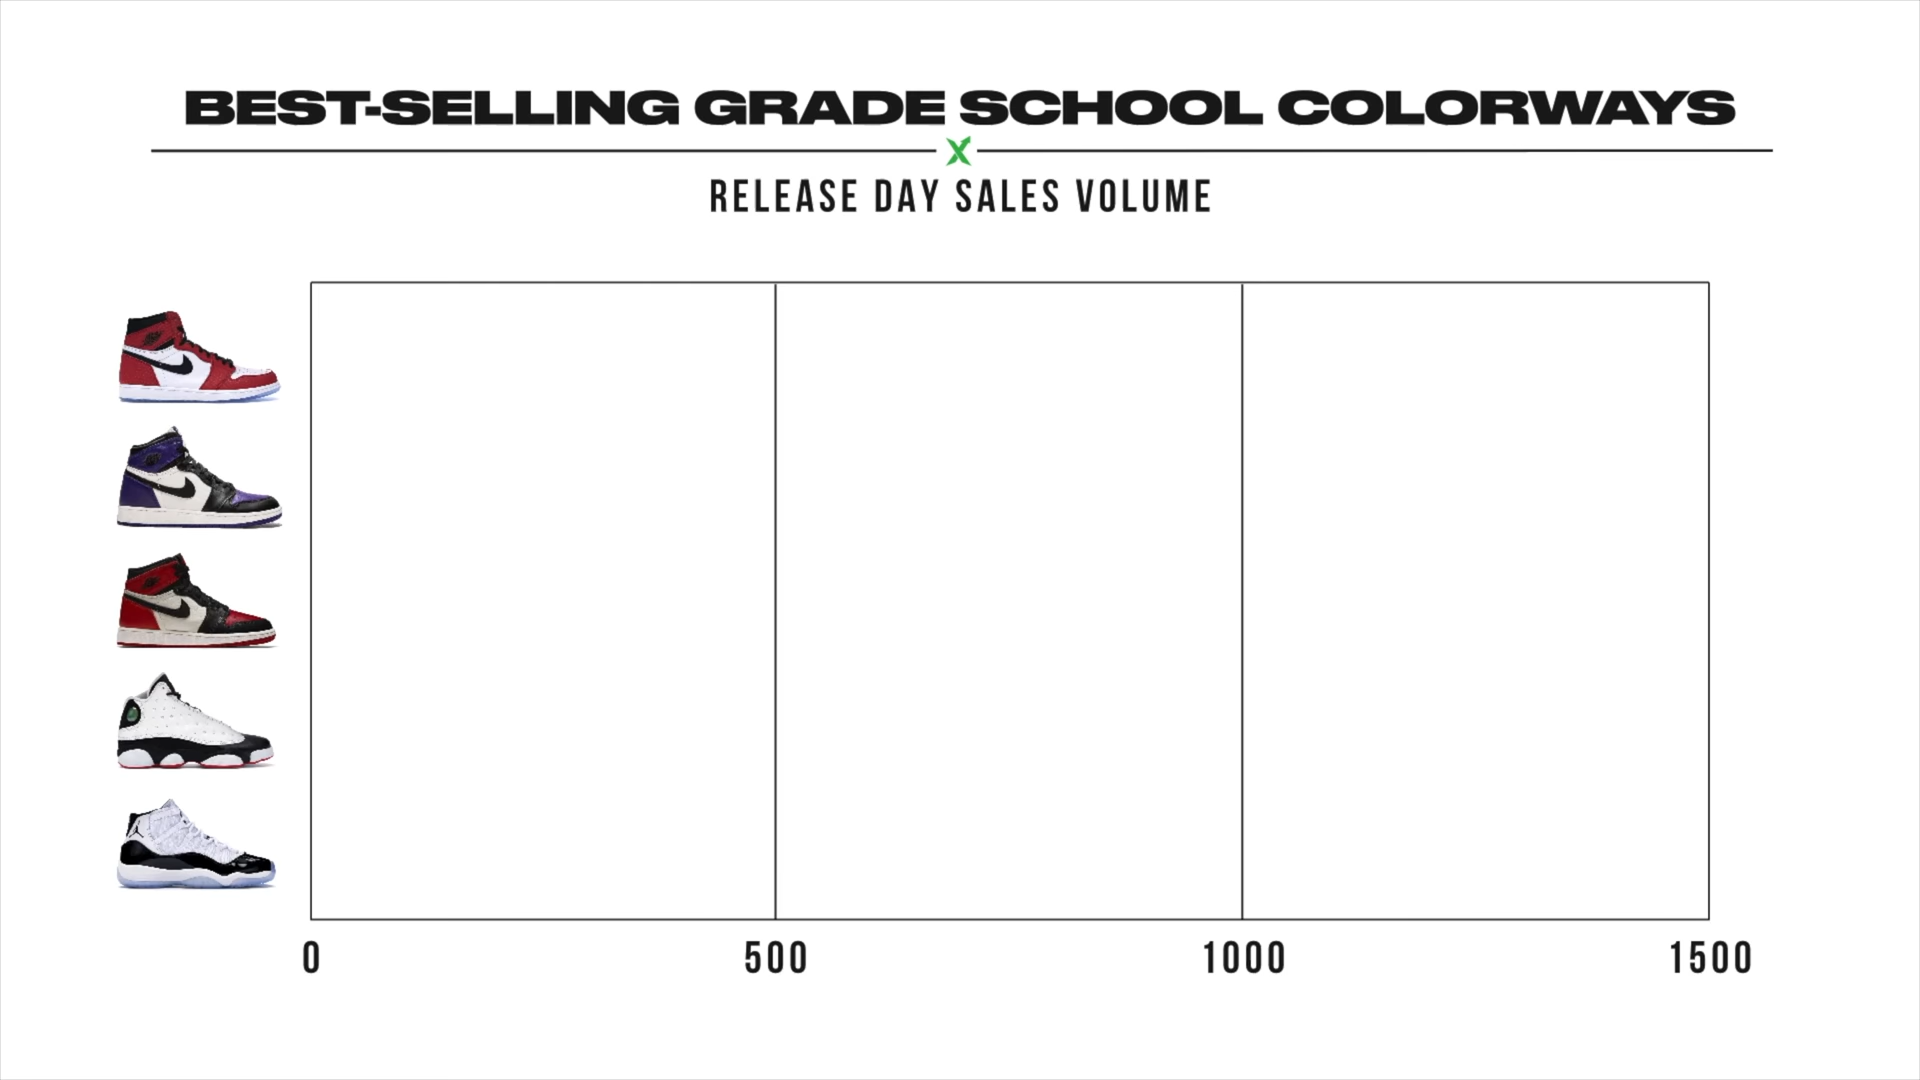 BEST-SELLING GRADE SCHOOL COLORWAYS
RELEASE DAY SALES VOLUME
0 500 1000 1500